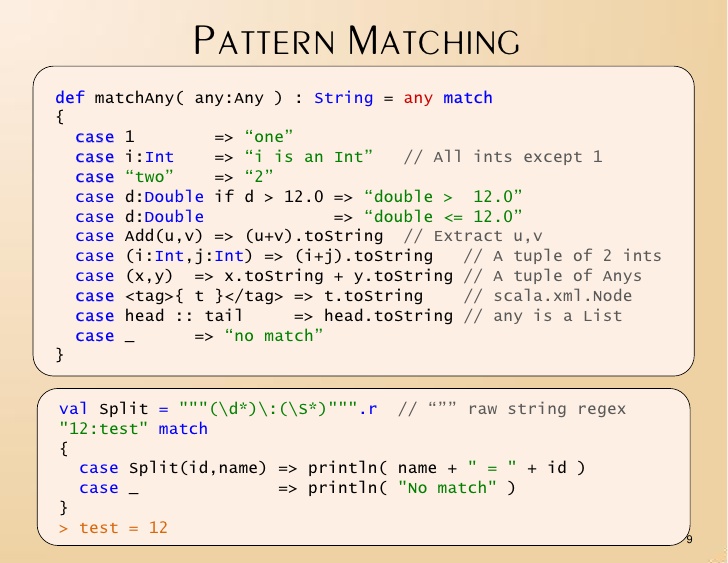 PATTERN MATCHING
def matchAny( any:Any ) : String = any match
{
  case 1        => “one”
  case i:Int    => “i is an Int”   // All ints except 1
  case “two”    => “2”
  case d:Double if d > 12.0 => “double >  12.0”
  case d:Double             => “double <= 12.0”
  case Add(u,v) => (u+v).toString  // Extract u,v
  case (i:Int,j:Int) => (i+j).toString   // A tuple of 2 ints
  case (x,y)  => x.toString + y.toString // A tuple of Anys
  case <tag>{ t }</tag> => t.toString    // scala.xml.Node
  case head :: tail     => head.toString // any is a List
  case _      => “no match”
}
val Split = """(\d*)\:(\S*)""".r  // “”” raw string regex
"12:test" match
{
  case Split(id,name) => println( name + " = " + id )
  case _              => println( "No match" )
}
> test = 12
9